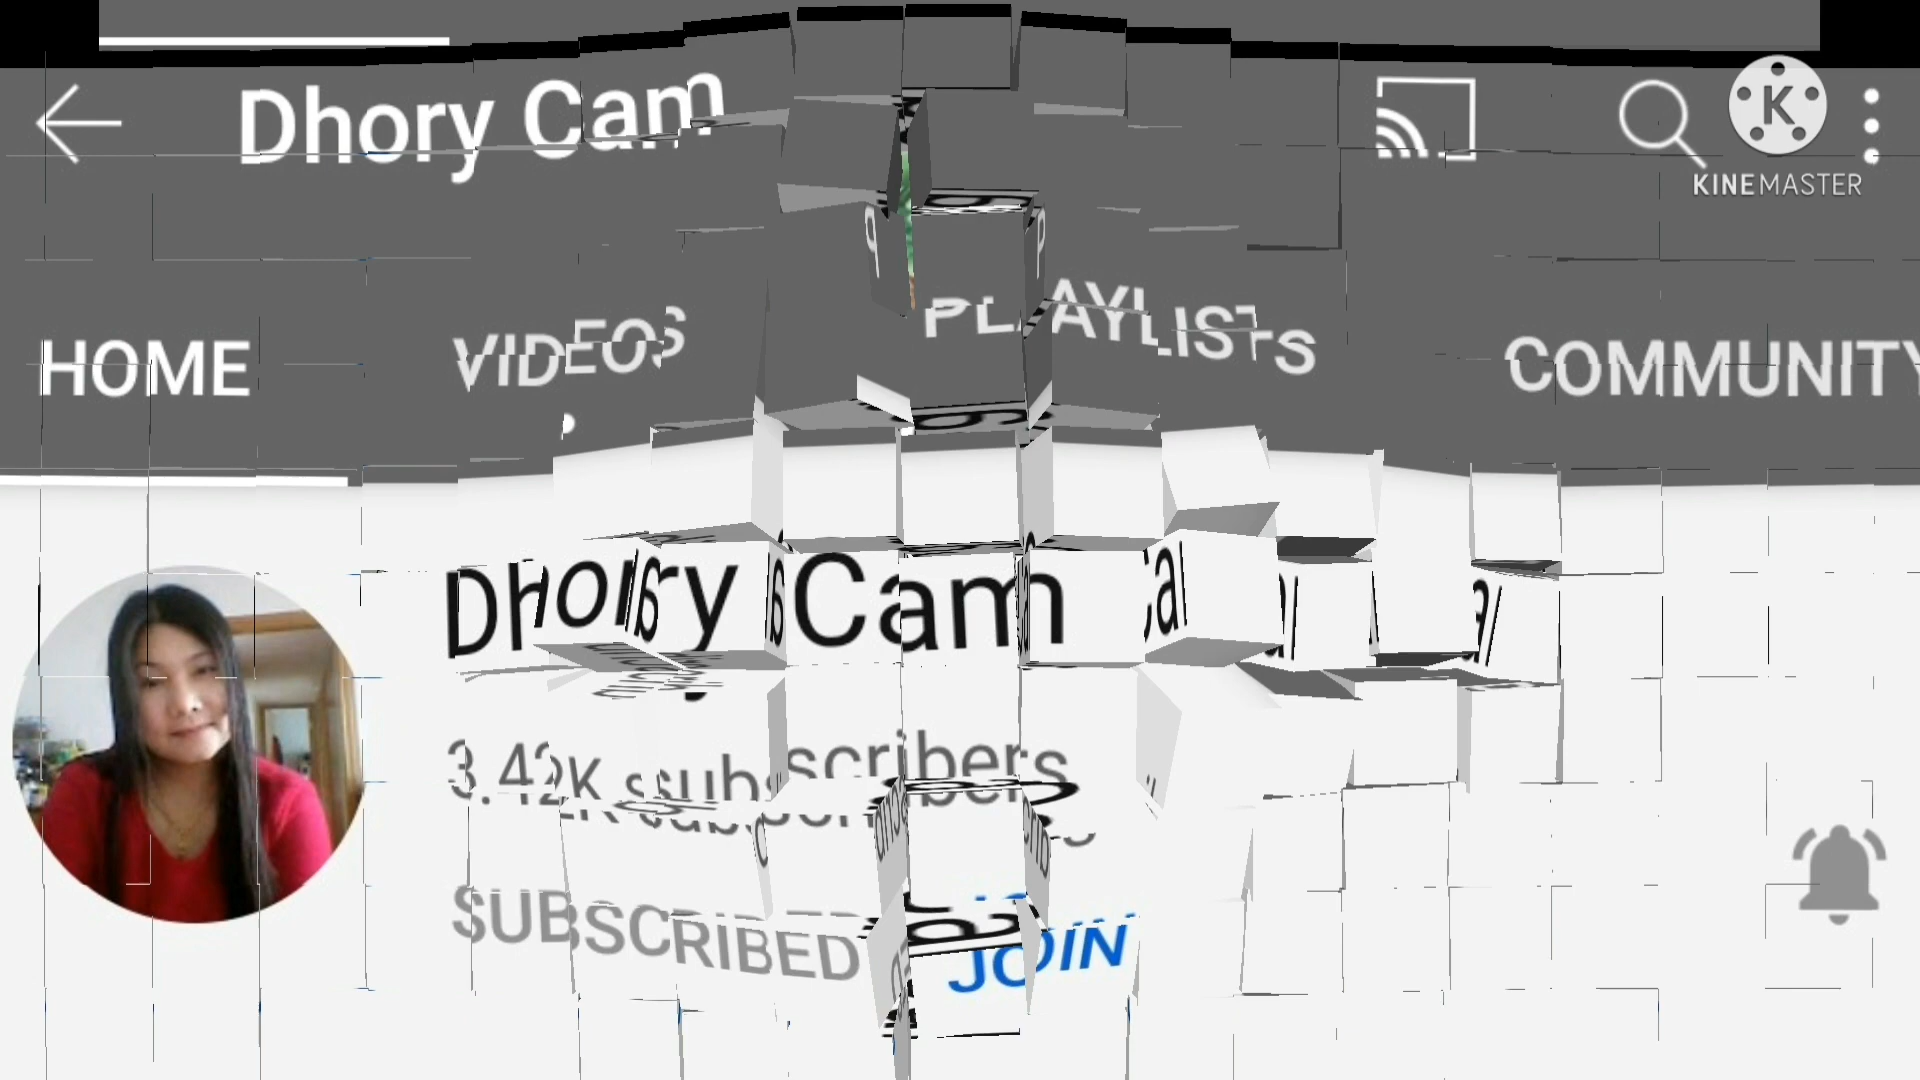 Dhory Cam
KINEMASTER
HOME VIDEOS PLAYLISTS COMMUNITY
Dhory Cam
3.42K subscribers
SUBSCRIBED JOIN